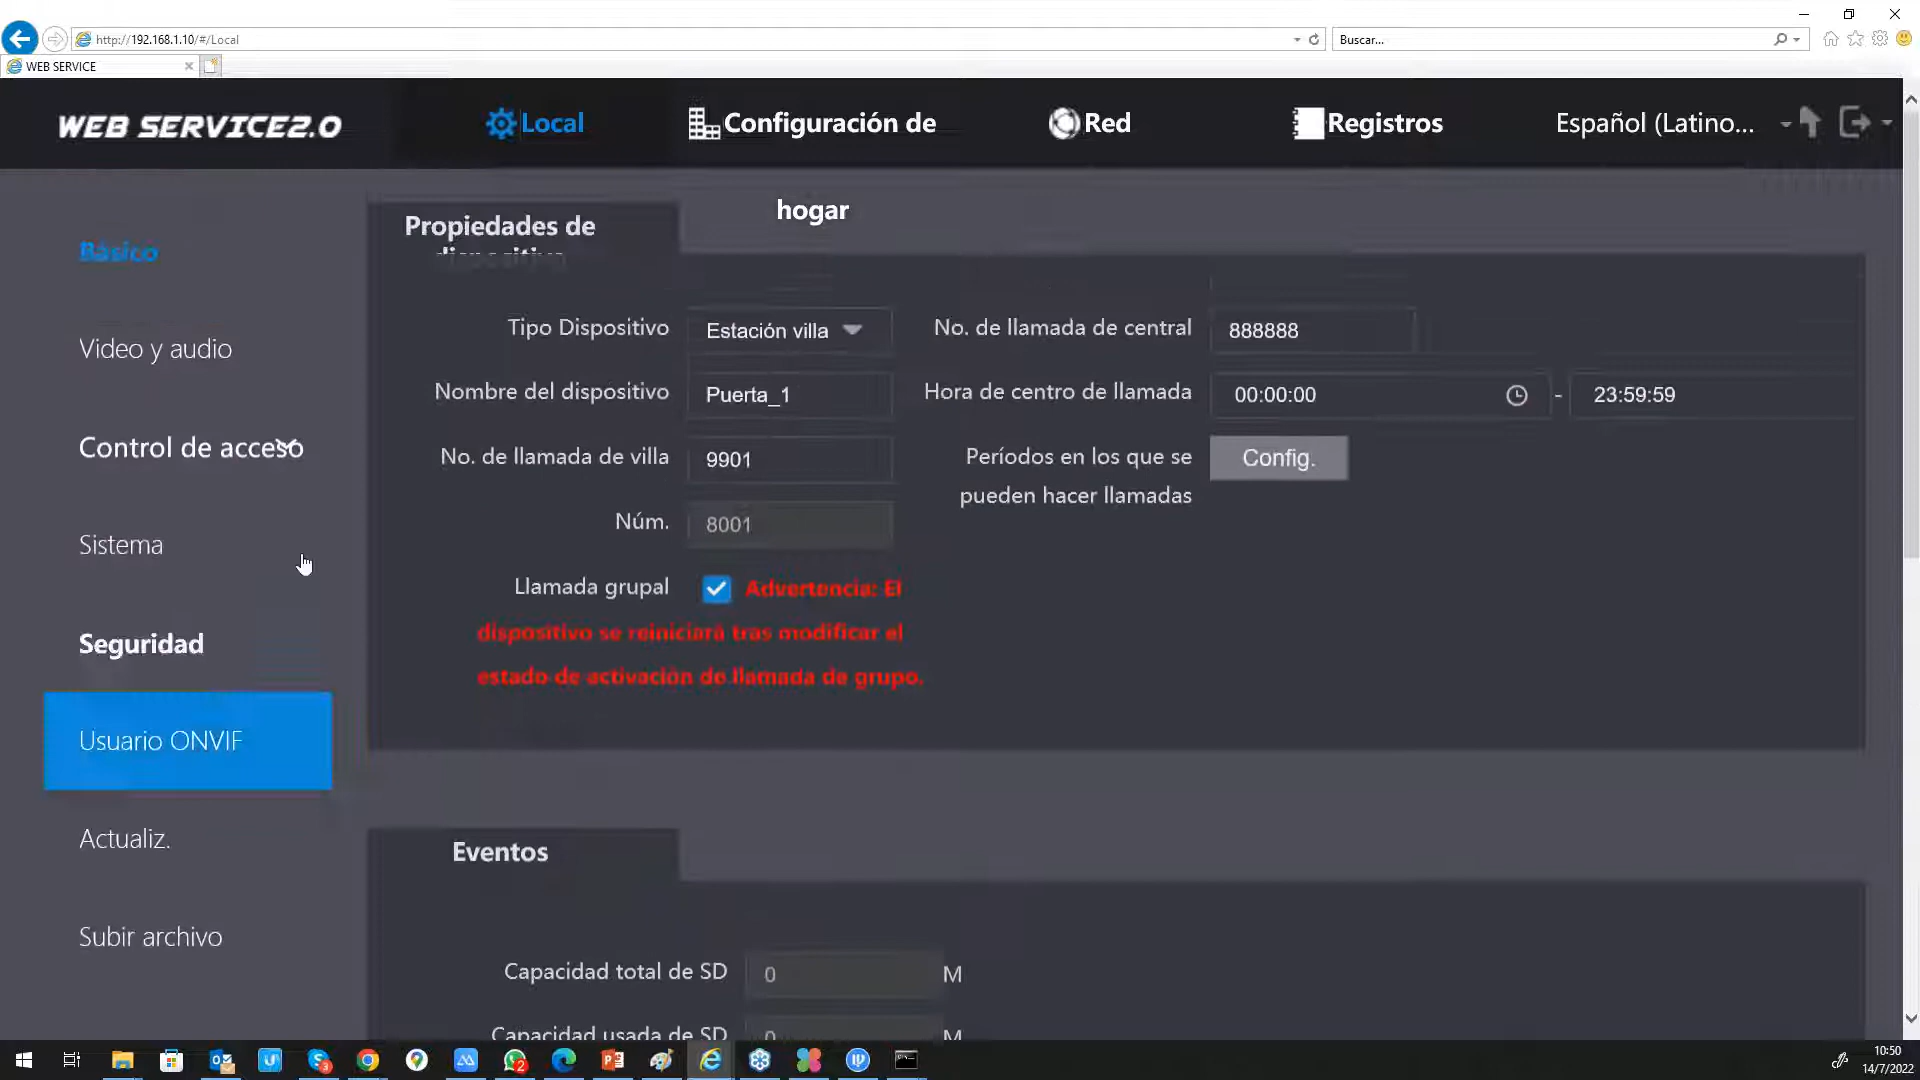 http://192.168.1.10/#/Local
Buscar...
WEB SERVICE
WEB SERVICE2.0
Local
Configuración de
hogar
Red
Registros
Español (Latino...
Básico
Video y audio
Control de acceso
Sistema
Seguridad
Usuario ONVIF
Actualiz.
Subir archivo
Propiedades de
dispositivo
Tipo Dispositivo
Estación villa
No. de llamada de central
888888
Nombre del dispositivo
Puerta_1
Hora de centro de llamada
00:00:00
-
23:59:59
No. de llamada de villa
9901
Períodos en los que se
pueden hacer llamadas
Config.
Núm.
8001
Llamada grupal
Advertencia: El
dispositivo se reiniciará tras modificar el
estado de activación de llamada de grupo.
Eventos
Capacidad total de SD
0
M
Capacidad usada de SD
0
M
2
3
10:50
14/7/2022